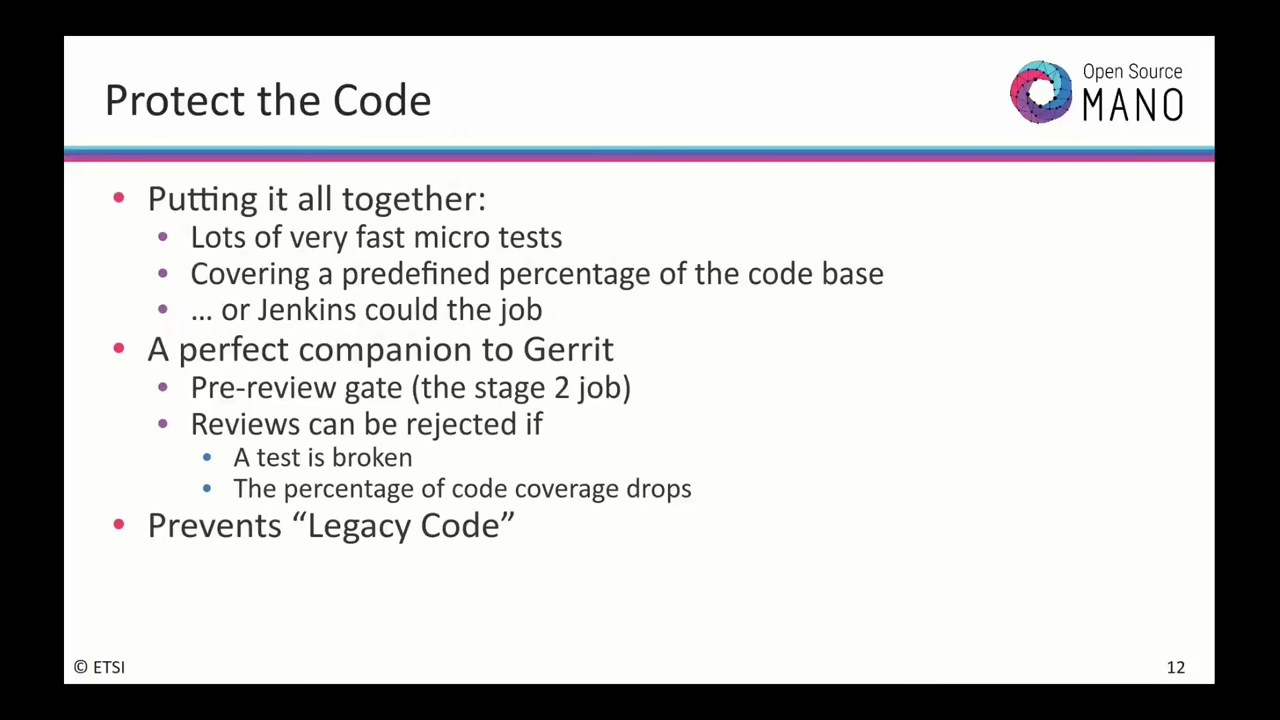 Protect the Code
Open Source
MANO
• Putting it all together:
• Lots of very fast micro tests
• Covering a predefined percentage of the code base
• … or Jenkins could the job
• A perfect companion to Gerrit
• Pre-review gate (the stage 2 job)
• Reviews can be rejected if
• A test is broken
• The percentage of code coverage drops
• Prevents “Legacy Code”
© ETSI
12